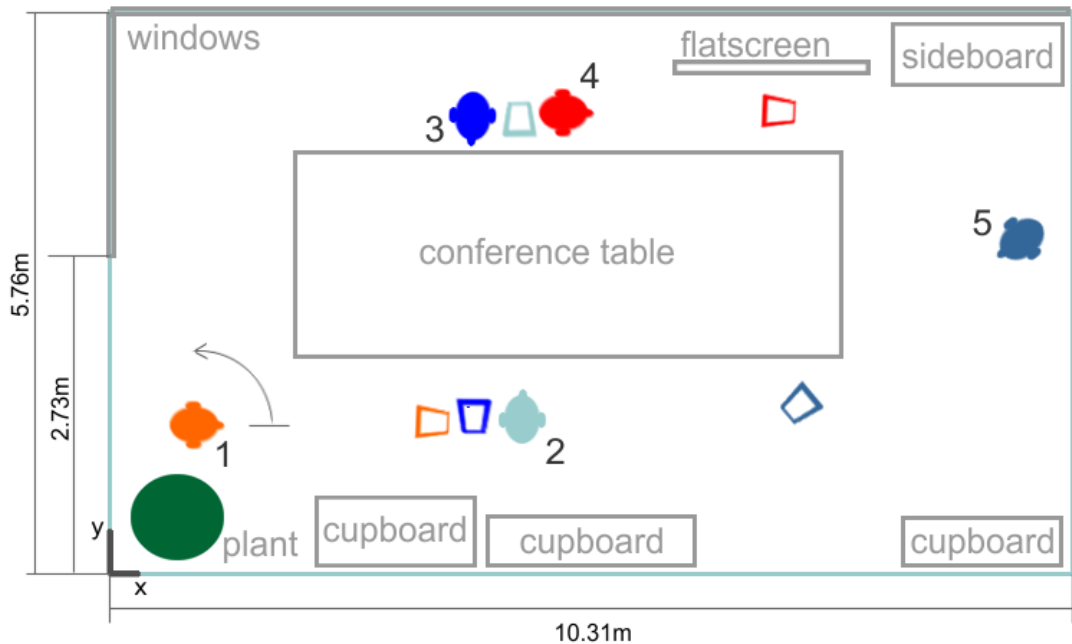 windows
flatscreen
sideboard
4
3
5
conference table
5.76m
2.73m
1
2
y
plant
cupboard
cupboard
cupboard
x
10.31m